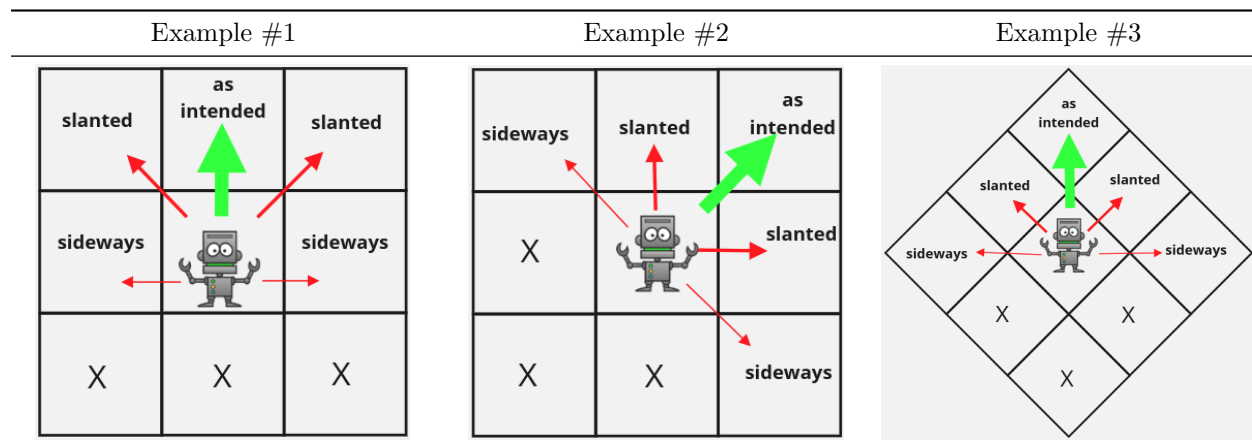 Example #1
Example #2
Example #3
slanted
as
intended
slanted
sideways
sideways
X
X
X
sideways
slanted
as
intended
X
slanted
X
X
sideways
as
intended
slanted
slanted
sideways
sideways
X
X
X